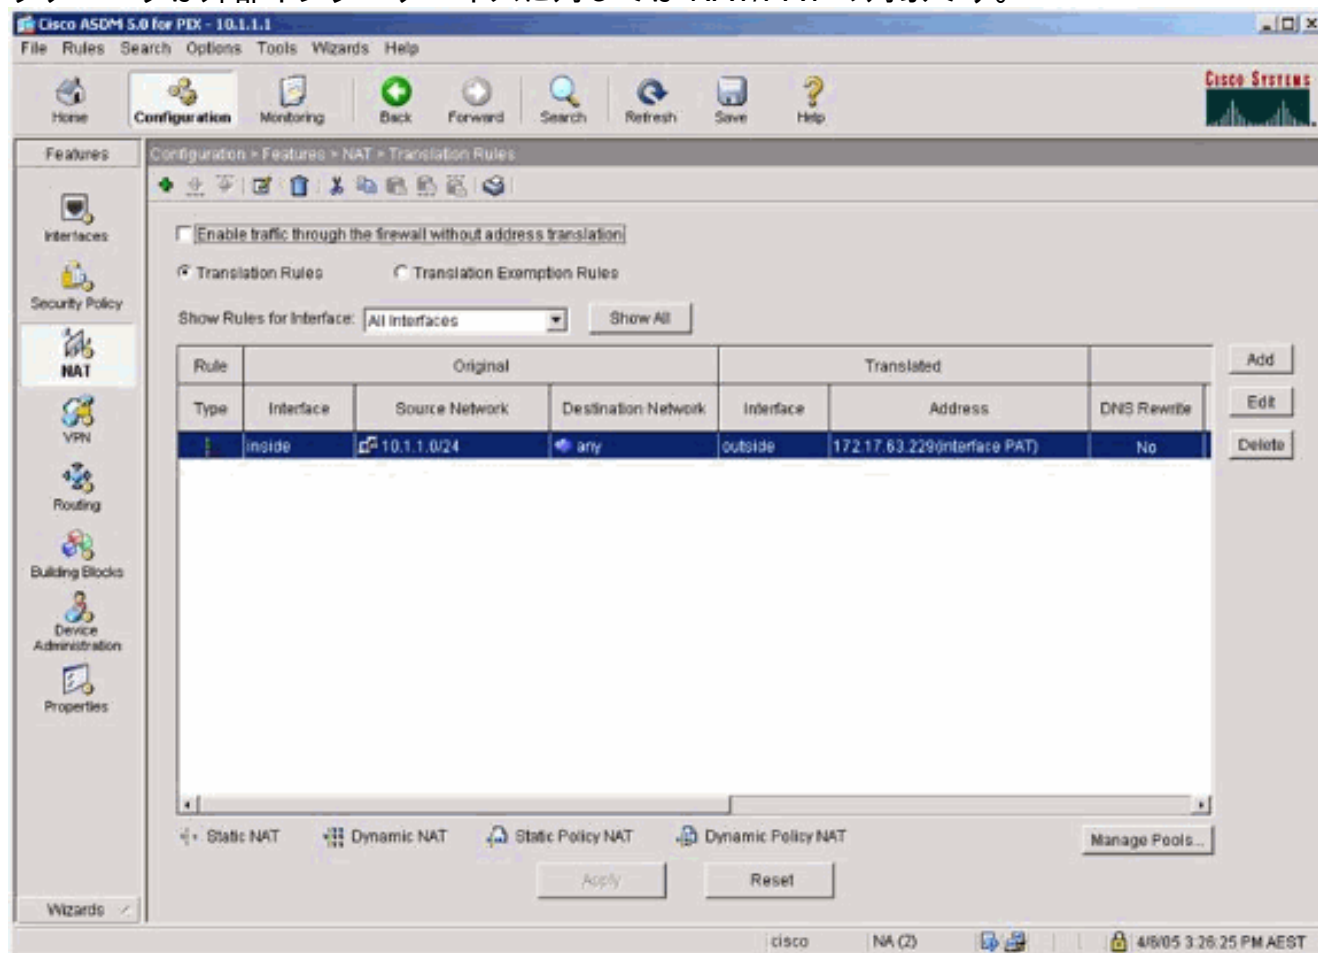 Cisco ASDM 5.0 for PIX - 10.1.1.1
File Rules Search Options Tools Wizards Help
Home Configuration Monitoring Back Forward Search Refresh Save Help
CISCO SYSTEMS
Features
Configuration > Features > NAT > Translation Rules
Interfaces
Security Policy
NAT
VPN
Routing
Building Blocks
Device Administration
Properties
Wizards
Enable traffic through the firewall without address translation
Translation Rules Translation Exemption Rules
Show Rules for Interface: All Interfaces Show All
Rule Original Translated
Type Interface Source Network Destination Network Interface Address DNS Rewrite
inside 10.1.1.0/24 any outside 172.17.63.229(interface PAT) No
Add
Edit
Delete
Static NAT Dynamic NAT Static Policy NAT Dynamic Policy NAT
Manage Pools...
Apply Reset
cisco NA (2) 4/6/05 3:26:25 PM AEST